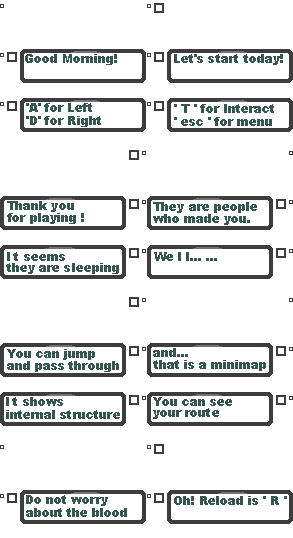 Good Morning!
Let's start today!
'A' for Left
'D' for Right
' T ' for Interact
' esc ' for menu
Thank you
for playing !
They are people
who made you.
It seems
they are sleeping
We l l... ...
You can jump
and pass through
and...
that is a minimap
It shows
internal structure
You can see
your route
Do not worry
about the blood
Oh! Reload is ' R '